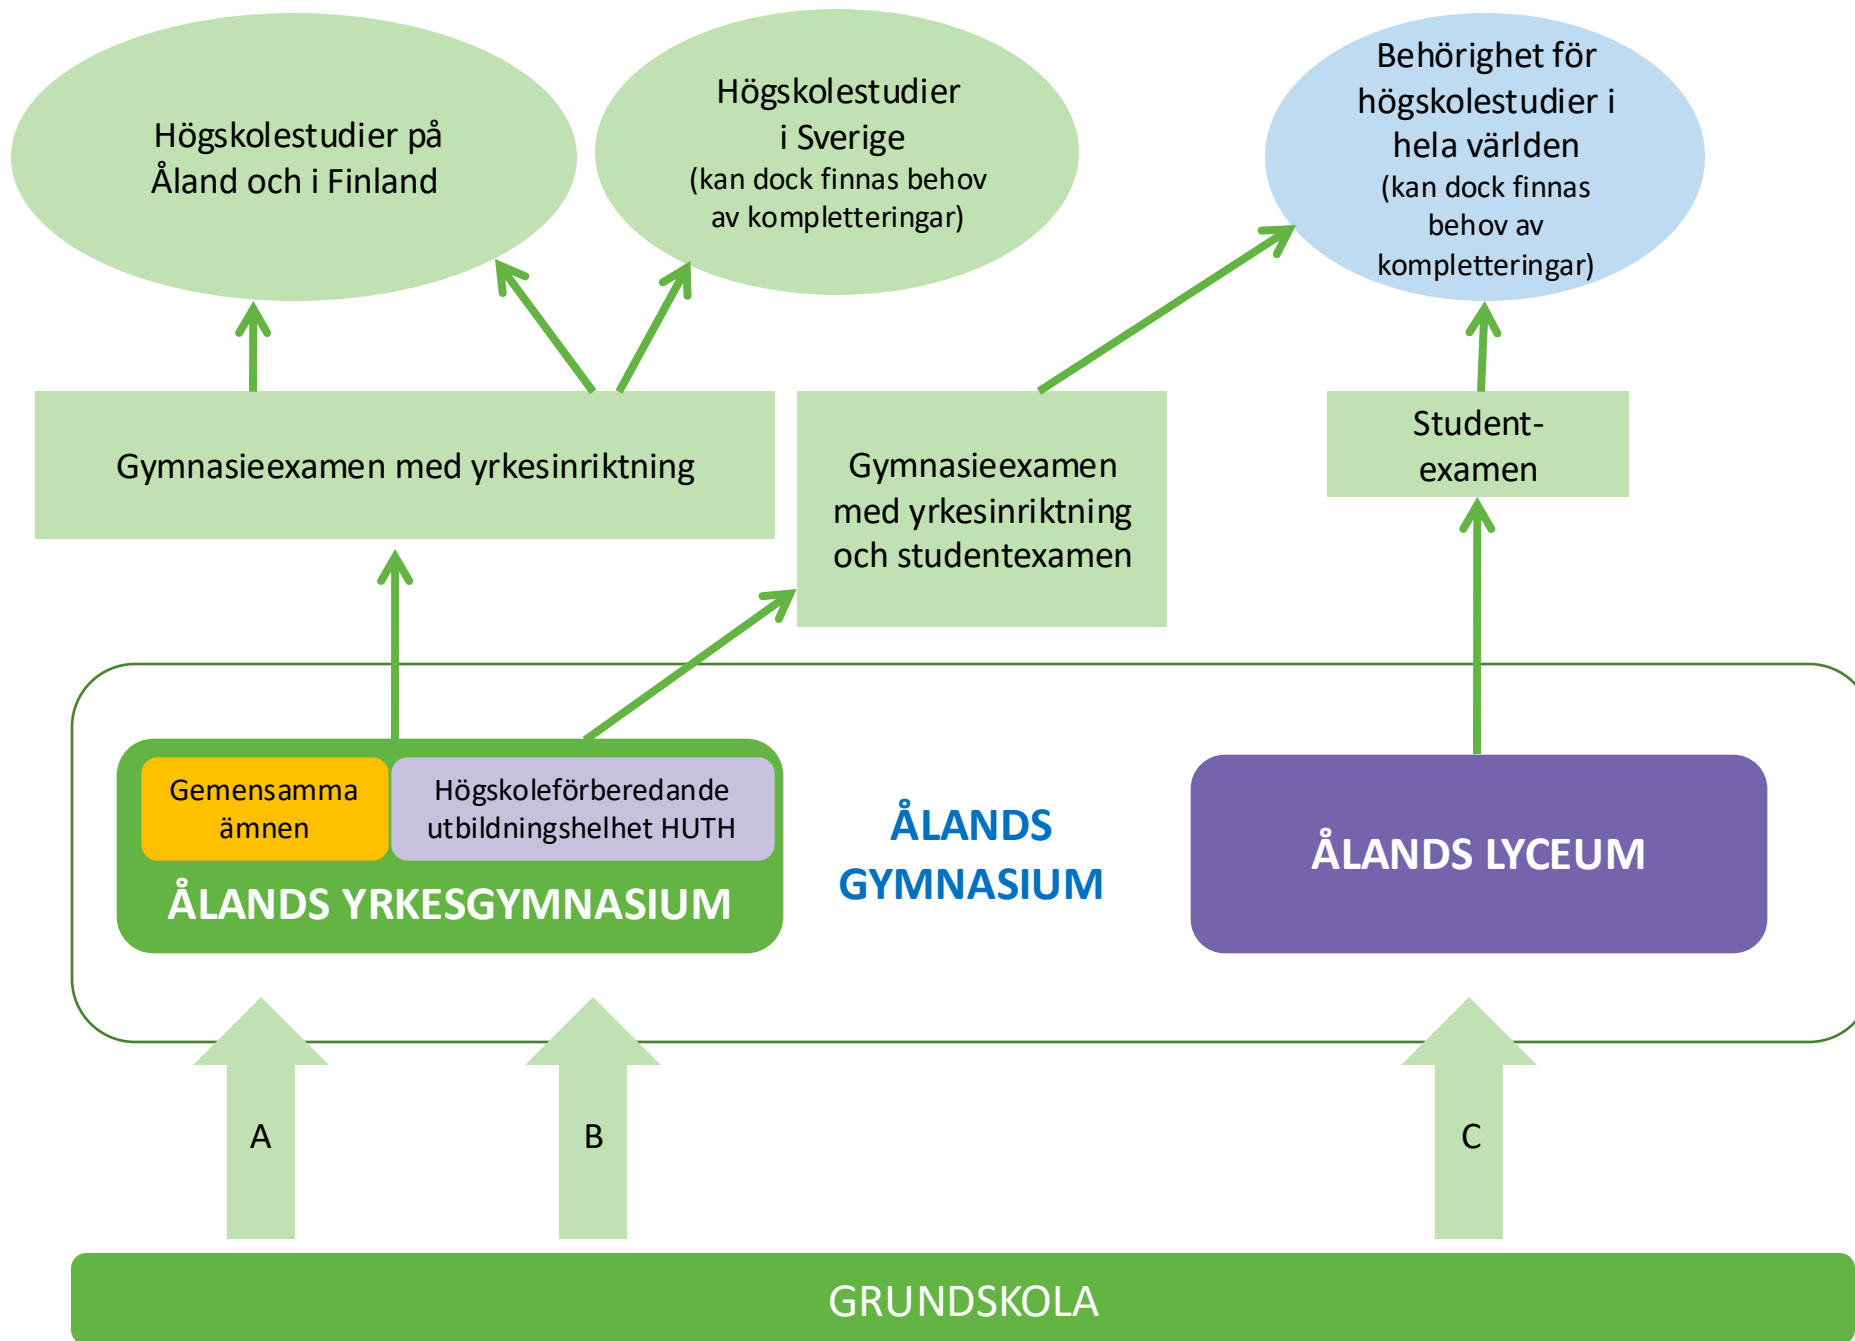 Högskolestudier på
Åland och i Finland
Högskolestudier
i Sverige
(kan dock finnas behov
av kompletteringar)
Behörighet för
högskolestudier i
hela världen
(kan dock finnas
behov av
kompletteringar)
Gymnasieexamen med yrkesinriktning
Gymnasieexamen
med yrkesinriktning
och studentexamen
Student-
examen
Gemensamma
ämnen
Högskoleförberedande
utbildningshelhet HUTH
ÅLANDS YRKESGYMNASIUM
ÅLANDS
GYMNASIUM
ÅLANDS LYCEUM
A
B
C
GRUNDSKOLA